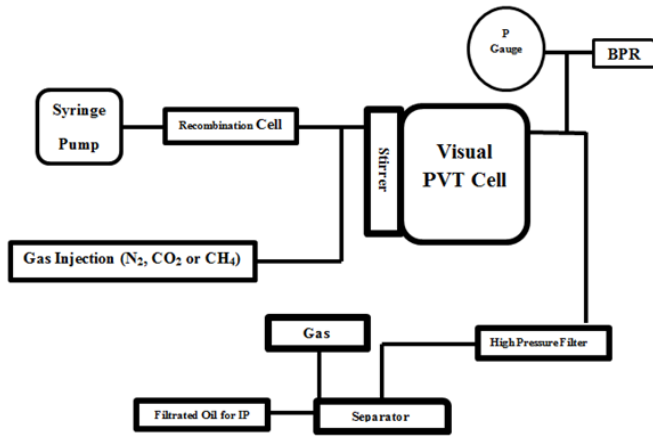 P
Gauge
BPR
Syringe
Pump
Recombination Cell
Stirrer
Visual
PVT Cell
Gas Injection (N₂, CO₂ or CH₄)
Gas
High Pressure Filter
Filtrated Oil for IP
Separator